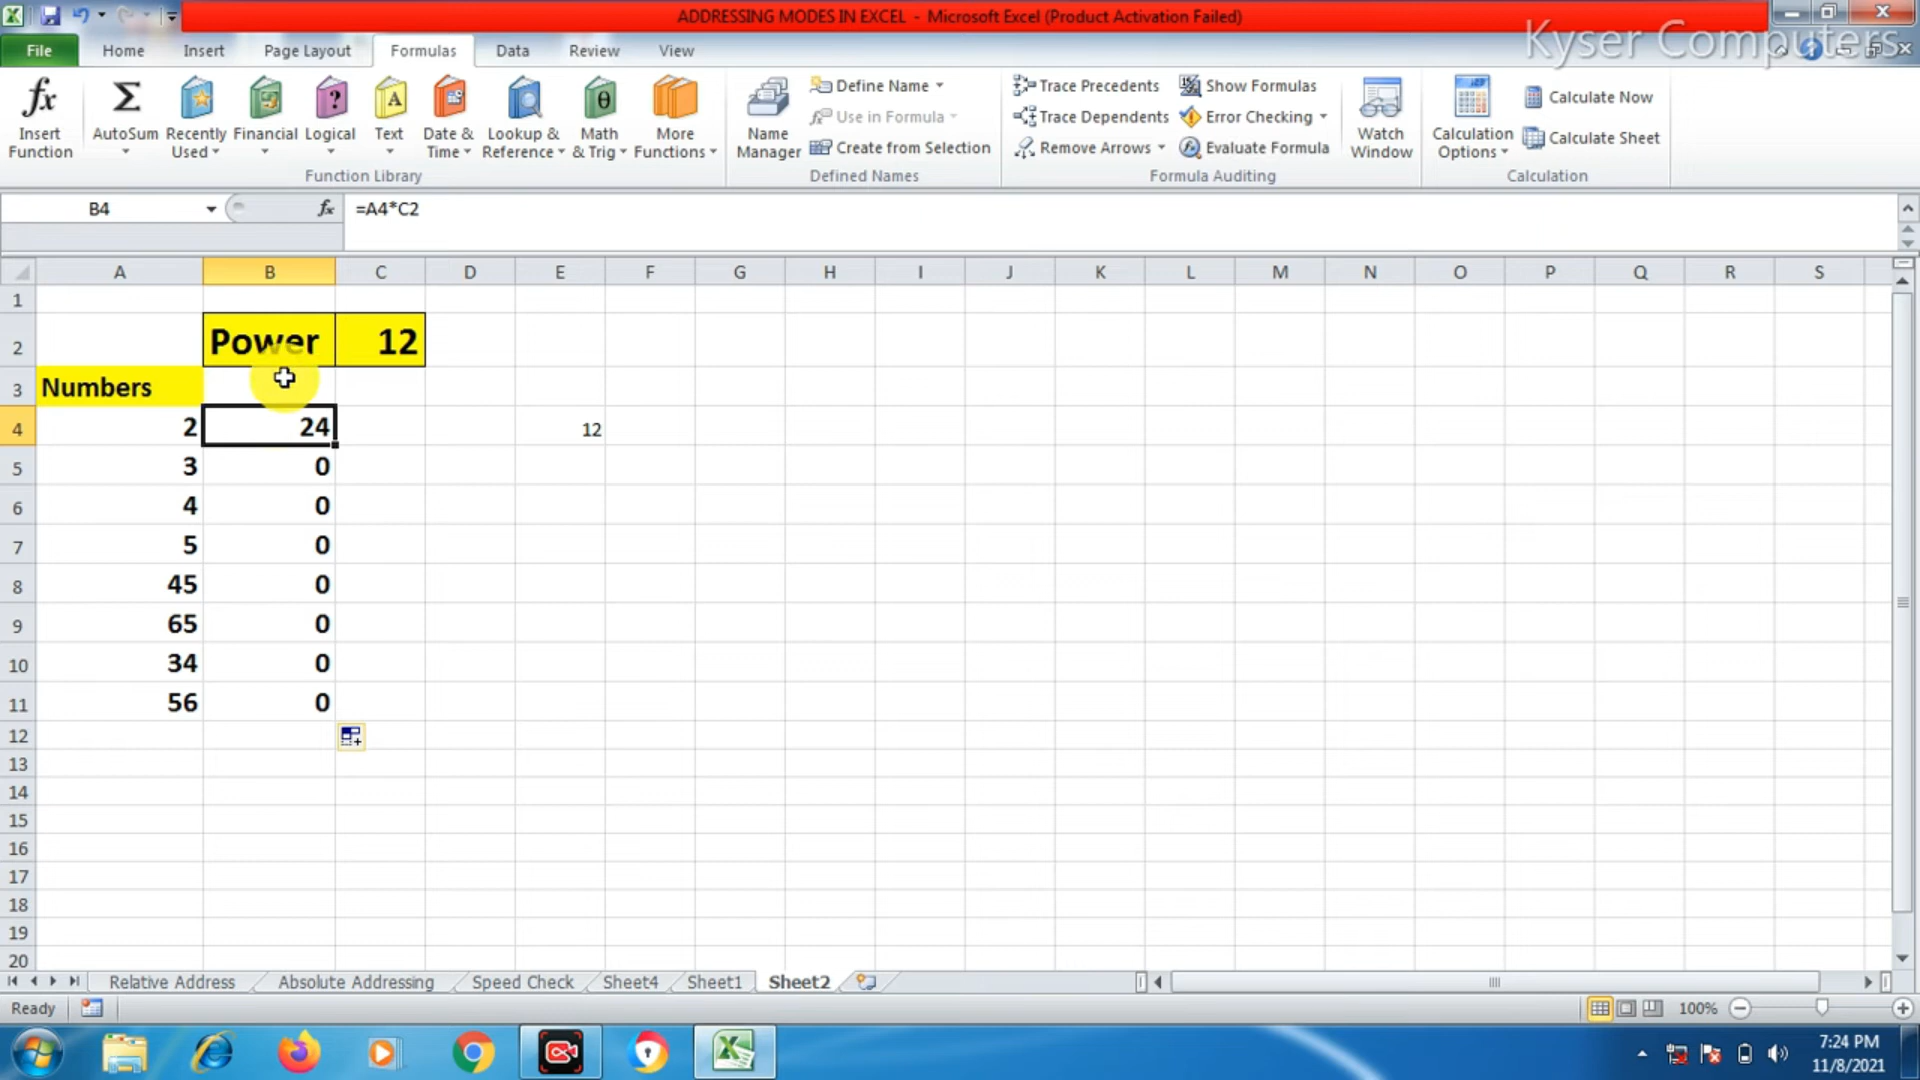 ADDRESSING MODES IN EXCEL - Microsoft Excel (Product Activation Failed)
Kyser Computers
File Home Insert Page Layout Formulas Data Review View
Insert Function
AutoSum
Recently Used
Financial
Logical
Text
Date & Time
Lookup & Reference
Math & Trig
More Functions
Function Library
Name Manager
Define Name
Use in Formula
Create from Selection
Defined Names
Trace Precedents
Trace Dependents
Remove Arrows
Show Formulas
Error Checking
Evaluate Formula
Formula Auditing
Watch Window
Calculation Options
Calculate Now
Calculate Sheet
Calculation
B4 fx =A4*C2
A B C D E F G H I J K L M N O P Q R S
1
2 Power 12
3 Numbers
4 2 24 12
5 3 0
6 4 0
7 5 0
8 45 0
9 65 0
10 34 0
11 56 0
12
13
14
15
16
17
18
19
20
Relative Address Absolute Addressing Speed Check Sheet4 Sheet1 Sheet2
Ready 100%
7:24 PM
11/8/2021